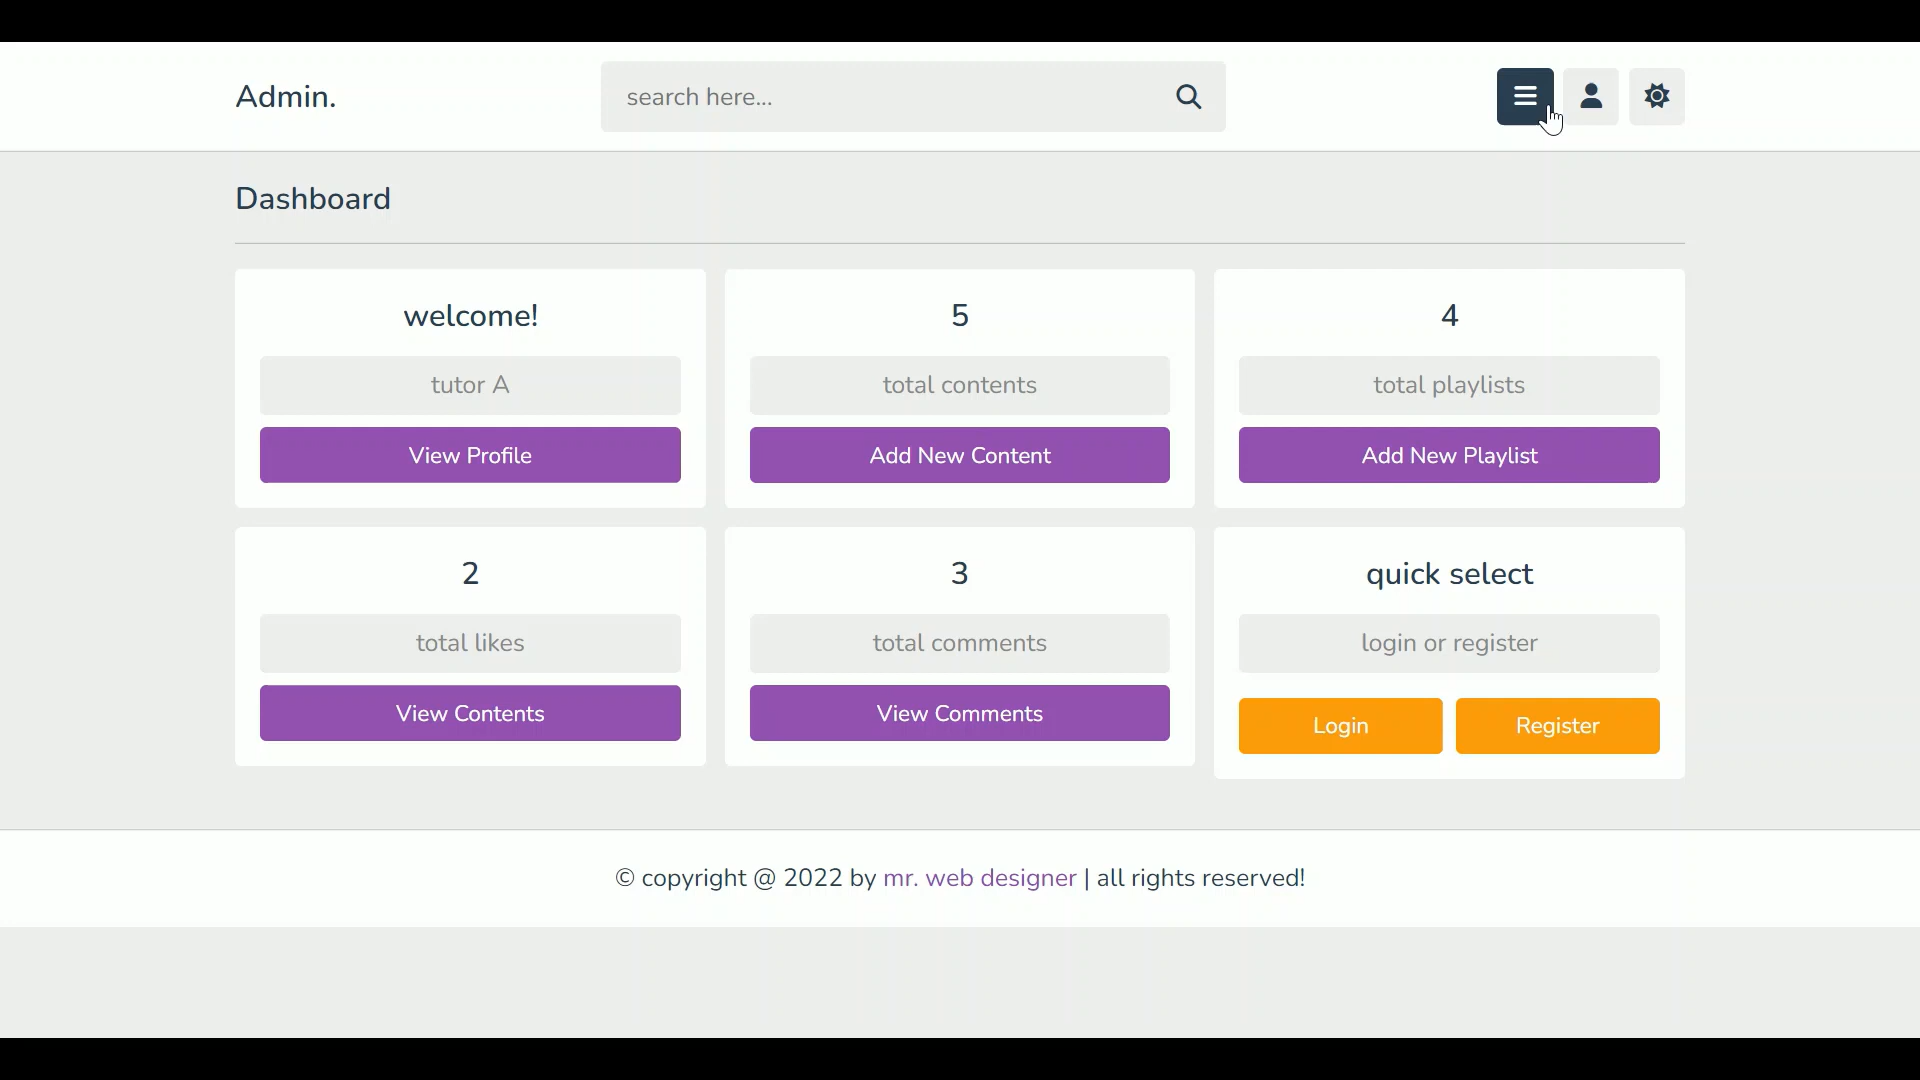 Admin.
search here...
Dashboard
welcome!
tutor A
View Profile
5
total contents
Add New Content
4
total playlists
Add New Playlist
2
total likes
View Contents
3
total comments
View Comments
quick select
login or register
Login
Register
© copyright @ 2022 by mr. web designer | all rights reserved!